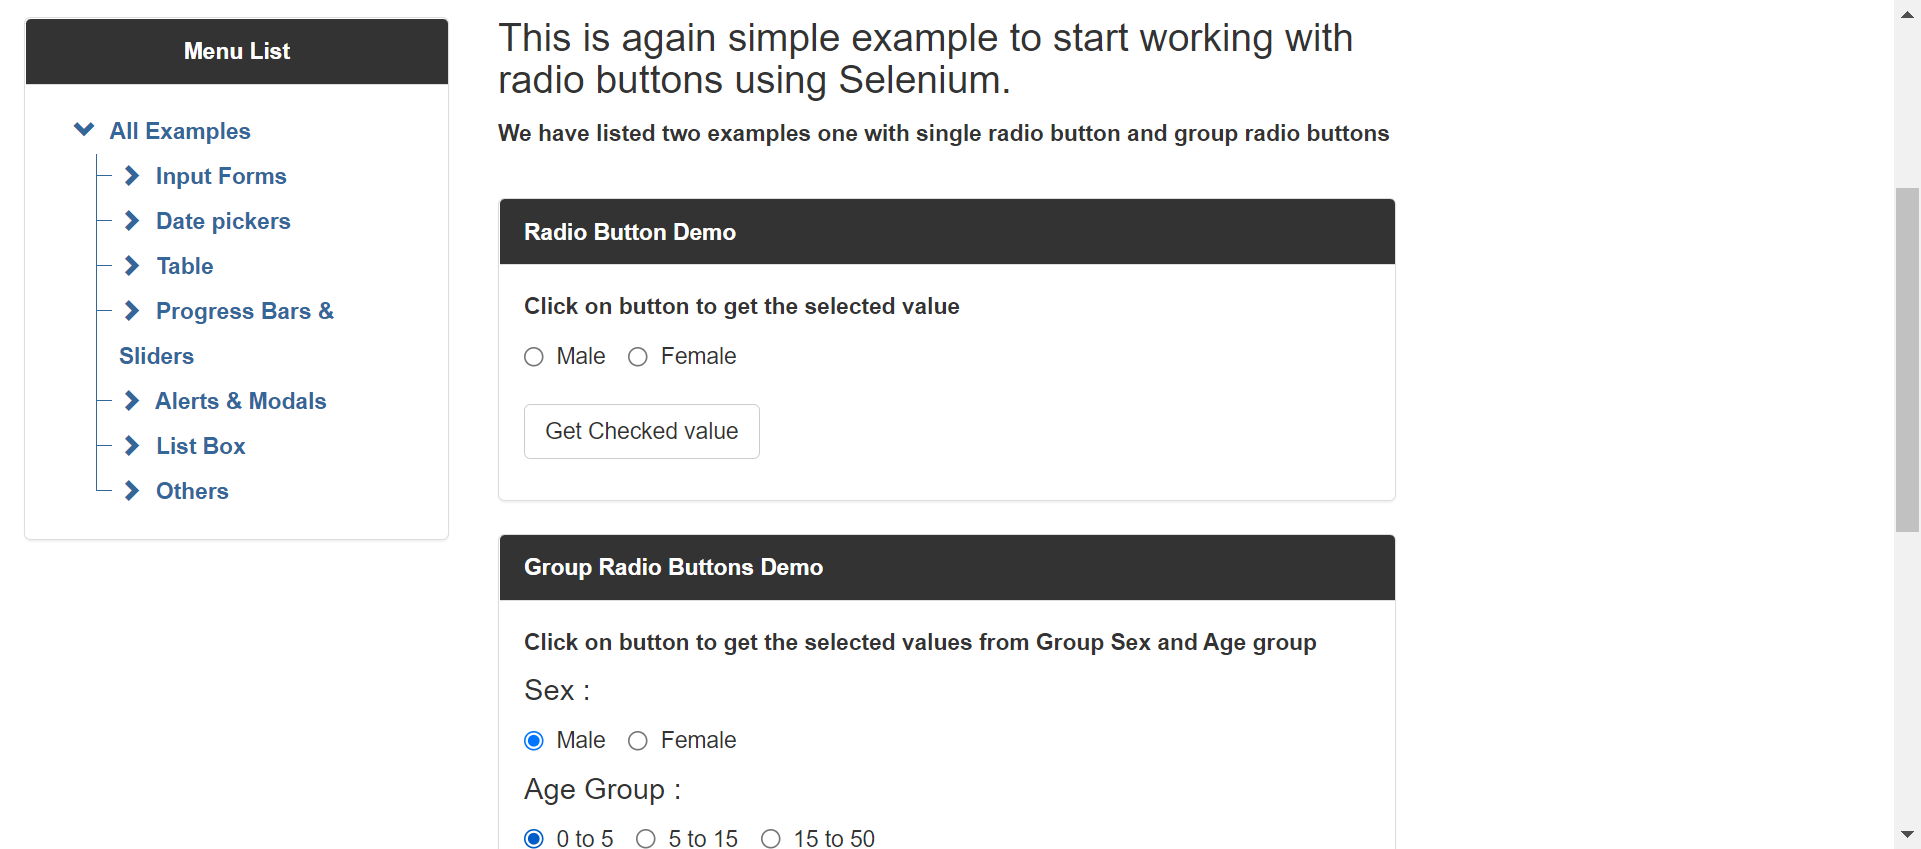 Menu List
All Examples
Input Forms
Date pickers
Table
Progress Bars &
Sliders
Alerts & Modals
List Box
Others
This is again simple example to start working with
radio buttons using Selenium.
We have listed two examples one with single radio button and group radio buttons
Radio Button Demo
Click on button to get the selected value
Male Female
Get Checked value
Group Radio Buttons Demo
Click on button to get the selected values from Group Sex and Age group
Sex :
Male Female
Age Group :
0 to 5 5 to 15 15 to 50